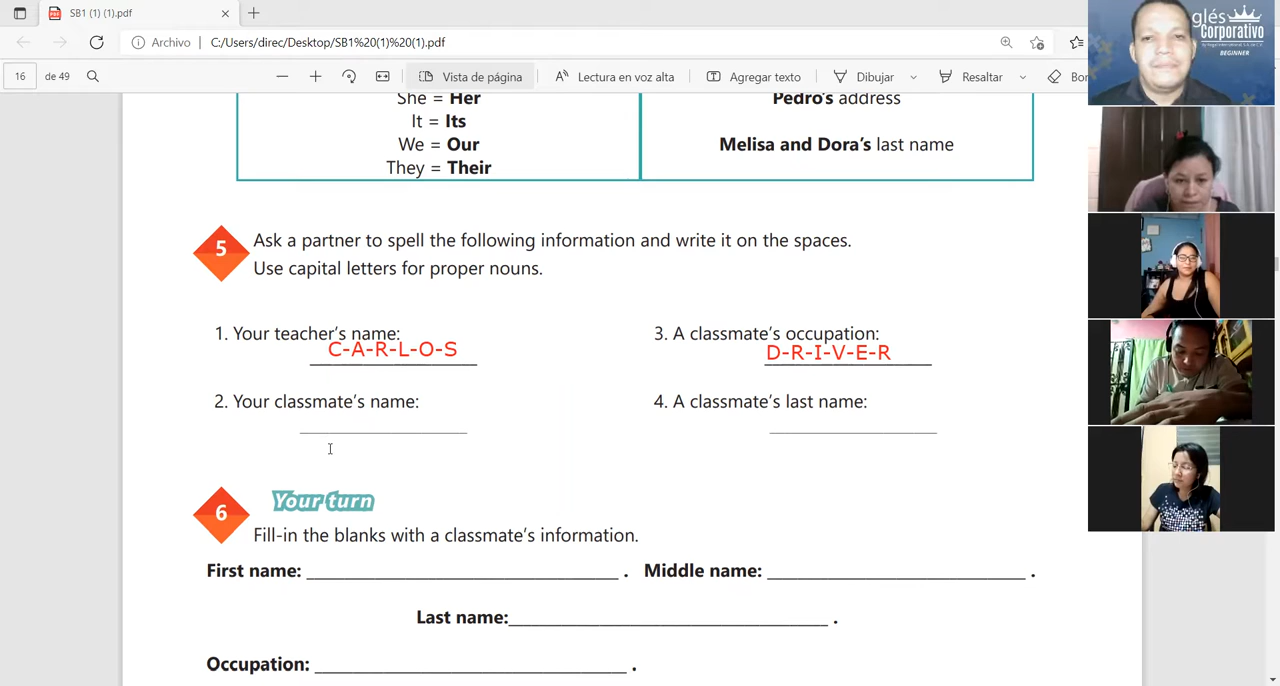 SB1 (1) (1).pdf
Archivo | C:/Users/direc/Desktop/SB1%20(1)%20(1).pdf
16 de 49
Vista de página
Lectura en voz alta
Agregar texto
Dibujar
Resaltar
glés
Corporativo
BEGINNER
She = Her
It = Its
We = Our
They = Their
Pedro's address
Melisa and Dora's last name
5
Ask a partner to spell the following information and write it on the spaces.
Use capital letters for proper nouns.
1. Your teacher's name:
C-A-R-L-O-S
2. Your classmate's name:
3. A classmate's occupation:
D-R-I-V-E-R
4. A classmate's last name:
6
Your turn
Fill-in the blanks with a classmate's information.
First name: ______ . Middle name: ______ .
Last name:______ .
Occupation: ______ .